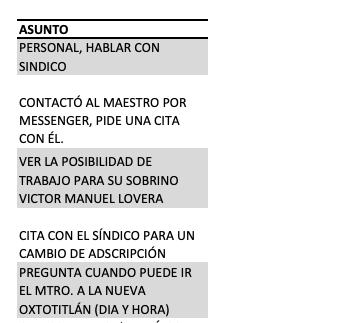 ASUNTO
PERSONAL, HABLAR CON
SINDICO
CONTACTÓ AL MAESTRO POR
MESSENGER, PIDE UNA CITA
CON ÉL.
VER LA POSIBILIDAD DE
TRABAJO PARA SU SOBRINO
VICTOR MANUEL LOVERA
CITA CON EL SÍNDICO PARA UN
CAMBIO DE ADSCRIPCIÓN
PREGUNTA CUANDO PUEDE IR
EL MTRO. A LA NUEVA
OXTOTITLÁN (DIA Y HORA)